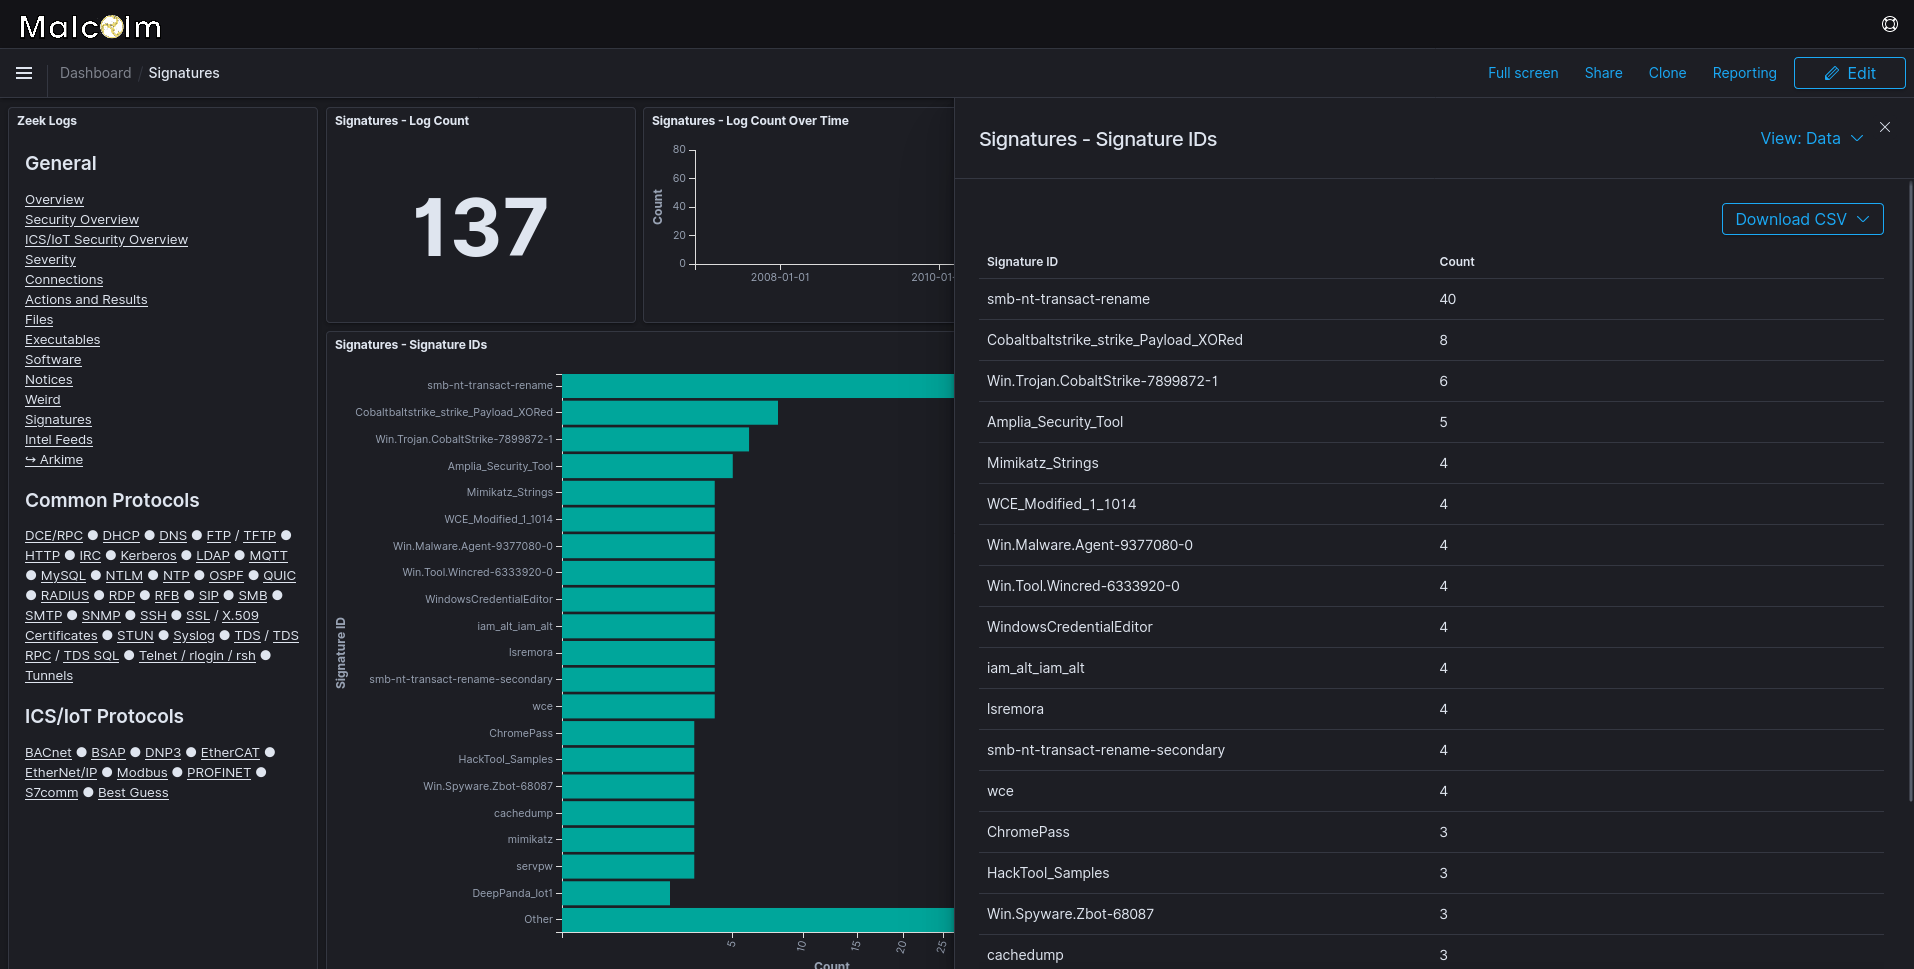 Malcolm
Dashboard / Signatures
Full screen Share Clone Reporting Edit
Zeek Logs
General
Overview
Security Overview
ICS/IoT Security Overview
Severity
Connections
Actions and Results
Files
Executables
Software
Notices
Weird
Signatures
Intel Feeds
↪ Arkime
Common Protocols
DCE/RPC ● DHCP ● DNS ● FTP / TFTP ●
HTTP ● IRC ● Kerberos ● LDAP ● MQTT
● MySQL ● NTLM ● NTP ● OSPF ● QUIC
● RADIUS ● RDP ● RFB ● SIP ● SMB ●
SMTP ● SNMP ● SSH ● SSL / X.509
Certificates ● STUN ● Syslog ● TDS / TDS
RPC / TDS SQL ● Telnet / rlogin / rsh ●
Tunnels
ICS/IoT Protocols
BACnet ● BSAP ● DNP3 ● EtherCAT ●
EtherNet/IP ● Modbus ● PROFINET ●
S7comm ● Best Guess
Signatures - Log Count
137
Signatures - Log Count Over Time
Count
80
60
40
20
0
2008-01-01 2010-01-
Signatures - Signature IDs
Signature ID
smb-nt-transact-rename
Cobaltbaltstrike_strike_Payload_XORed
Win.Trojan.CobaltStrike-7899872-1
Amplia_Security_Tool
Mimikatz_Strings
WCE_Modified_1_1014
Win.Malware.Agent-9377080-0
Win.Tool.Wincred-6333920-0
WindowsCredentialEditor
iam_alt_iam_alt
lsremora
smb-nt-transact-rename-secondary
wce
ChromePass
HackTool_Samples
Win.Spyware.Zbot-68087
cachedump
mimikatz
servpw
DeepPanda_lot1
Other
5 10 15 20 25
Count
Signatures - Signature IDs
View: Data
Download CSV
Signature ID Count
smb-nt-transact-rename 40
Cobaltbaltstrike_strike_Payload_XORed 8
Win.Trojan.CobaltStrike-7899872-1 6
Amplia_Security_Tool 5
Mimikatz_Strings 4
WCE_Modified_1_1014 4
Win.Malware.Agent-9377080-0 4
Win.Tool.Wincred-6333920-0 4
WindowsCredentialEditor 4
iam_alt_iam_alt 4
lsremora 4
smb-nt-transact-rename-secondary 4
wce 4
ChromePass 3
HackTool_Samples 3
Win.Spyware.Zbot-68087 3
cachedump 3